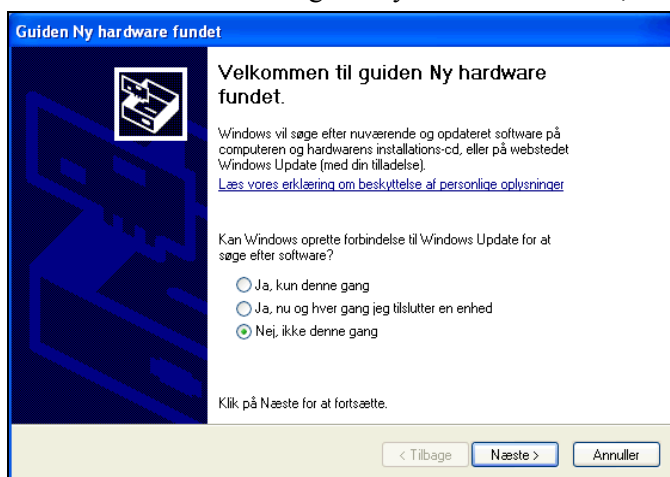 Guiden Ny hardware fundet
Velkommen til guiden Ny hardware
fundet.
Windows vil søge efter nuværende og opdateret software på
computeren og hardwarens installations-cd, eller på webstedet
Windows Update (med din tilladelse).
Læs vores erklæring om beskyttelse af personlige oplysninger
Kan Windows oprette forbindelse til Windows Update for at
søge efter software?
Ja, kun denne gang
Ja, nu og hver gang jeg tilslutter en enhed
Nej, ikke denne gang
Klik på Næste for at fortsætte.
< Tilbage Næste > Annuller